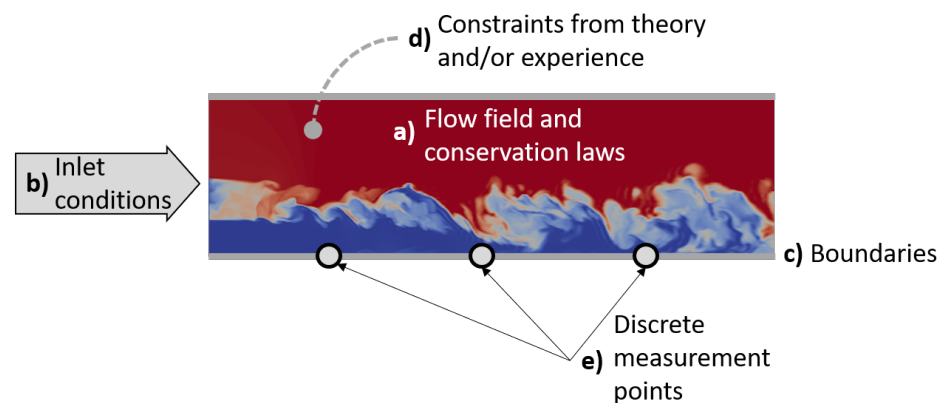 d) Constraints from theory
and/or experience
a) Flow field and
conservation laws
b) Inlet
conditions
c) Boundaries
e) Discrete
measurement
points